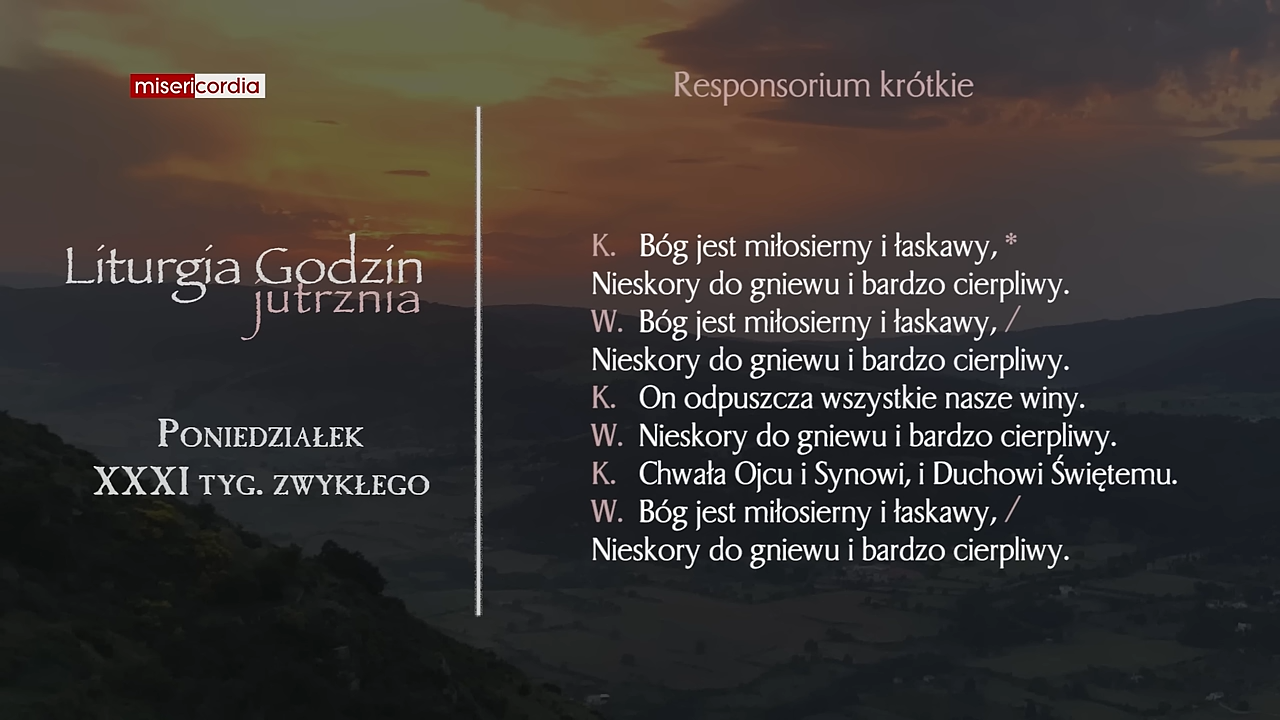 misericordia
Liturgia Godzin
jutrznia
Poniedziałek
XXXI tyg. zwykłego
Responsorium krótkie
K. Bóg jest miłosierny i łaskawy, *
Nieskory do gniewu i bardzo cierpliwy.
W. Bóg jest miłosierny i łaskawy, /
Nieskory do gniewu i bardzo cierpliwy.
K. On odpuszcza wszystkie nasze winy.
W. Nieskory do gniewu i bardzo cierpliwy.
K. Chwała Ojcu i Synowi, i Duchowi Świętemu.
W. Bóg jest miłosierny i łaskawy, /
Nieskory do gniewu i bardzo cierpliwy.